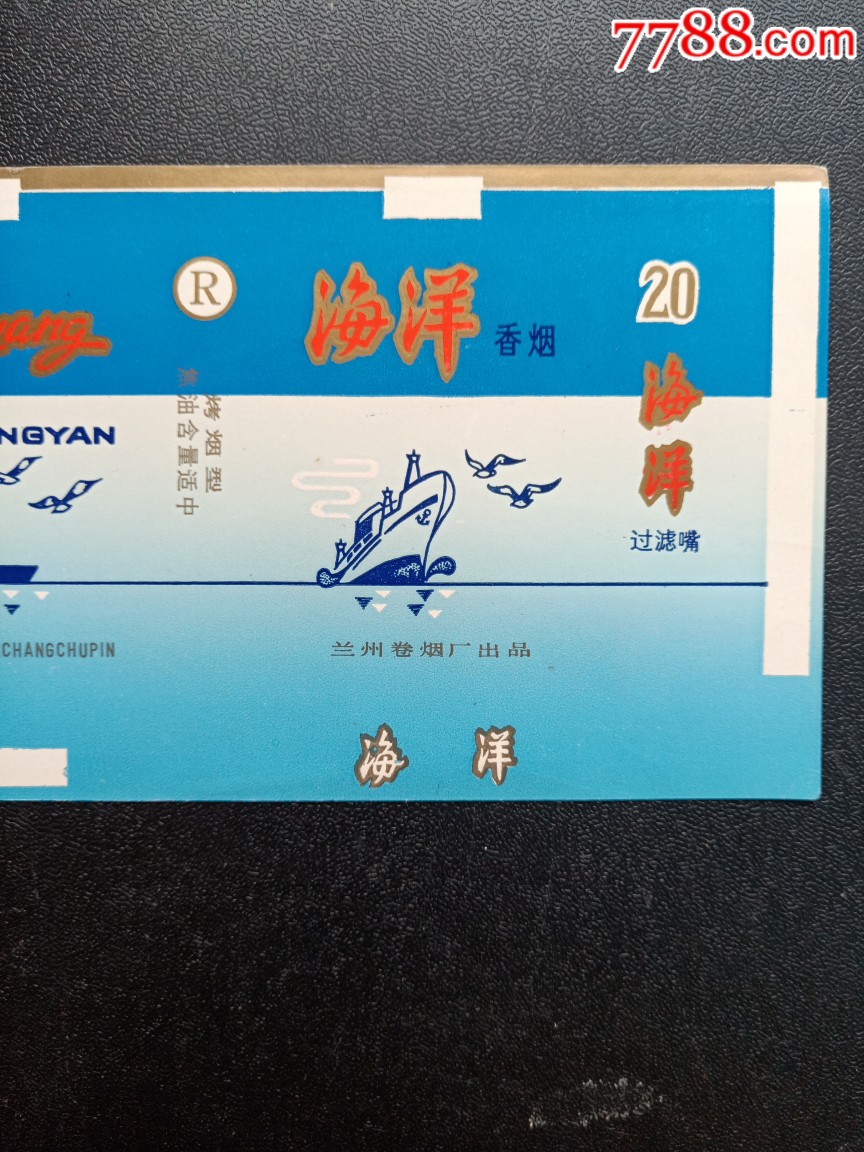 7788.com
R
海洋 香烟
20
海洋
过滤嘴
烤烟型
焦油含量适中
NGYAN
CHANGCHUPIN
兰州卷烟厂出品
海 洋